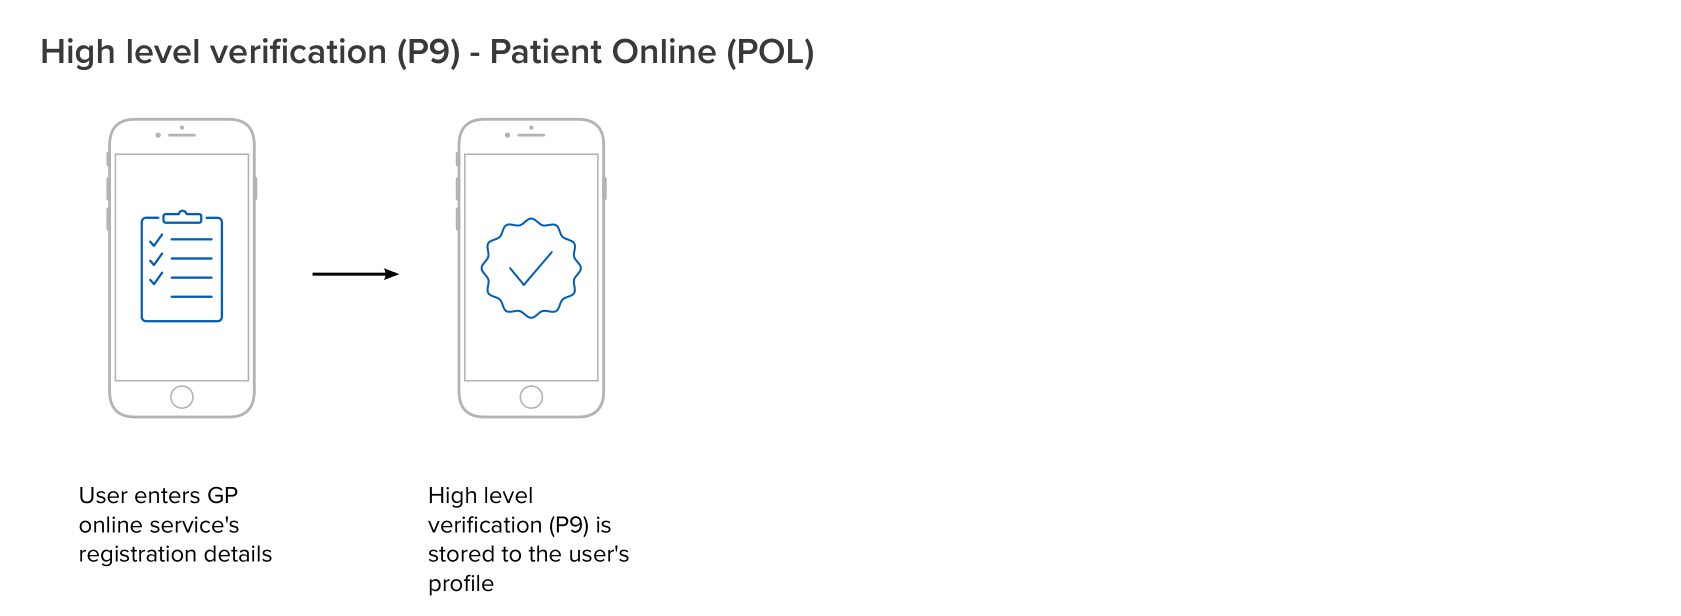 High level verification (P9) - Patient Online (POL)
User enters GP
online service's
registration details
High level
verification (P9) is
stored to the user's
profile